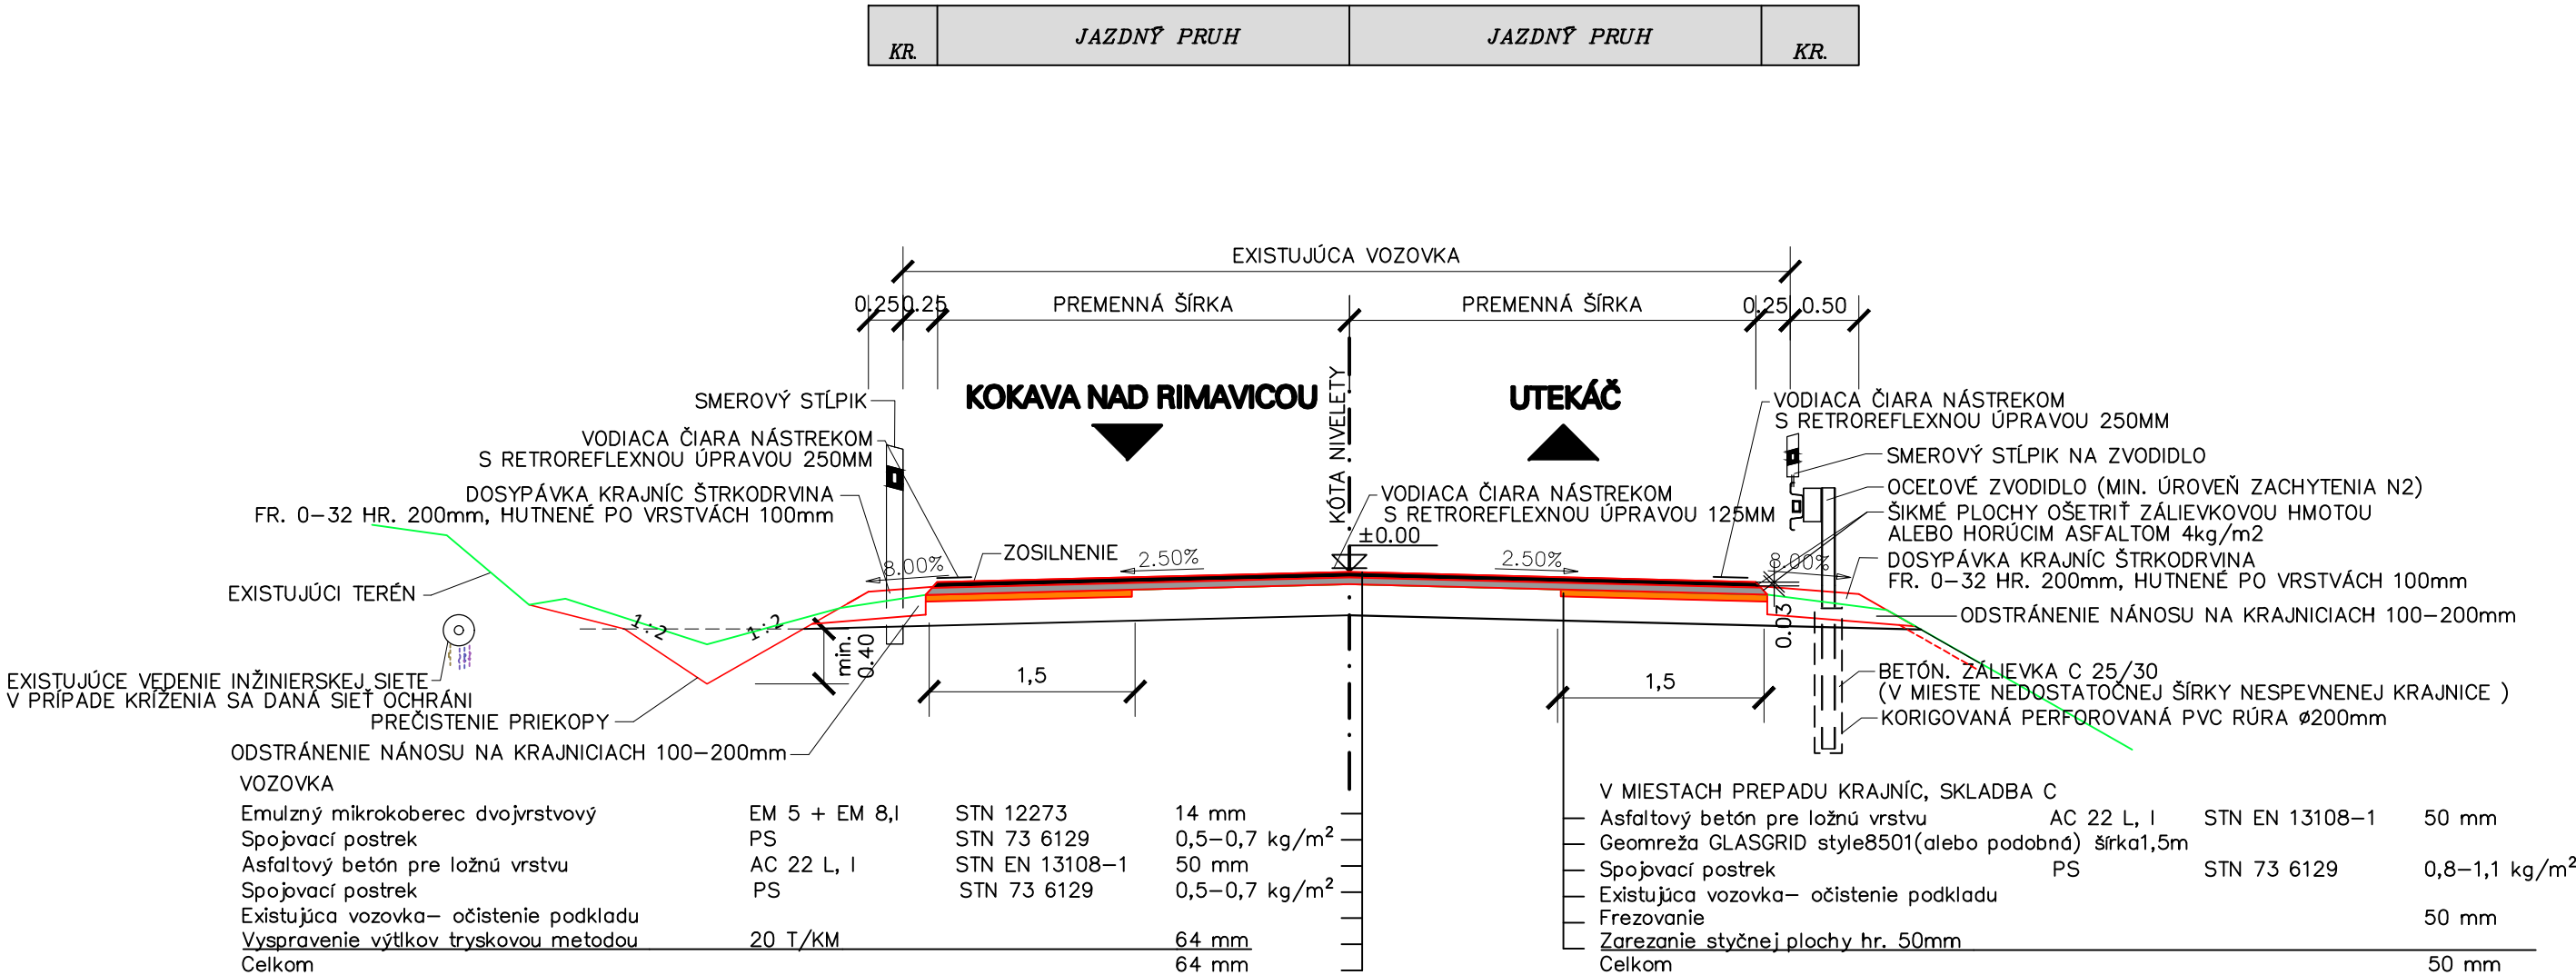 KR. JAZDNÝ PRUH JAZDNÝ PRUH KR.
EXISTUJÚCA VOZOVKA
0.25 0.25 PREMENNÁ ŠÍRKA PREMENNÁ ŠÍRKA 0.25 0.50
KOKAVA NAD RIMAVICOU
UTEKÁČ
KÓTA NIVELETY
SMEROVÝ STĹPIK
VODIACA ČIARA NÁSTREKOM
S RETROREFLEXNOU ÚPRAVOU 250MM
DOSYPÁVKA KRAJNÍC ŠTRKODRVINA
FR. 0-32 HR. 200mm, HUTNENÉ PO VRSTVÁCH 100mm
EXISTUJÚCI TERÉN
EXISTUJÚCE VEDENIE INŽINIERSKEJ SIETE
V PRÍPADE KRÍŽENIA SA DANÁ SIEŤ OCHRÁNI
PREČISTENIE PRIEKOPY
ODSTRÁNENIE NÁNOSU NA KRAJNICIACH 100-200mm
1:2 1:2
min.
0.40
8.00%
ZOSILNENIE
2.50%
±0.00
2.50%
8.00%
0.03
1,5
1,5
VODIACA ČIARA NÁSTREKOM
S RETROREFLEXNOU ÚPRAVOU 125MM
VODIACA ČIARA NÁSTREKOM
S RETROREFLEXNOU ÚPRAVOU 250MM
SMEROVÝ STĹPIK NA ZVODIDLO
OCEĽOVÉ ZVODIDLO (MIN. ÚROVEŇ ZACHYTENIA N2)
ŠIKMÉ PLOCHY OŠETRIŤ ZÁLIEVKOVOU HMOTOU
ALEBO HORÚCIM ASFALTOM 4kg/m2
DOSYPÁVKA KRAJNÍC ŠTRKODRVINA
FR. 0-32 HR. 200mm, HUTNENÉ PO VRSTVÁCH 100mm
ODSTRÁNENIE NÁNOSU NA KRAJNICIACH 100-200mm
BETÓN. ZÁLIEVKA C 25/30
(V MIESTE NEDOSTATOČNEJ ŠÍRKY NESPEVNENEJ KRAJNICE )
KORIGOVANÁ PERFOROVANÁ PVC RÚRA ø200mm
VOZOVKA
Emulzný mikrokoberec dvojvrstvový EM 5 + EM 8,I STN 12273 14 mm
Spojovací postrek PS STN 73 6129 0,5-0,7 kg/m²
Asfaltový betón pre ložnú vrstvu AC 22 L, I STN EN 13108-1 50 mm
Spojovací postrek PS STN 73 6129 0,5-0,7 kg/m²
Existujúca vozovka- očistenie podkladu
Vyspravenie výtlkov tryskovou metodou 20 T/KM 64 mm
Celkom 64 mm
V MIESTACH PREPADU KRAJNÍC, SKLADBA C
Asfaltový betón pre ložnú vrstvu AC 22 L, I STN EN 13108-1 50 mm
Geomreža GLASGRID style8501(alebo podobná) šírka1,5m
Spojovací postrek PS STN 73 6129 0,8-1,1 kg/m²
Existujúca vozovka- očistenie podkladu
Frezovanie 50 mm
Zarezanie styčnej plochy hr. 50mm
Celkom 50 mm